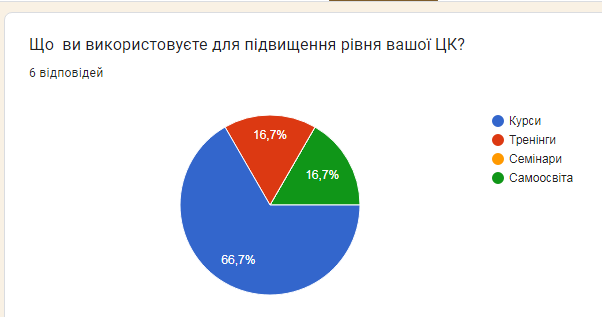 Що ви використовуєте для підвищення рівня вашої ЦК?
6 відповідей
16,7%
16,7%
66,7%
Курси
Тренінги
Семінари
Самоосвіта